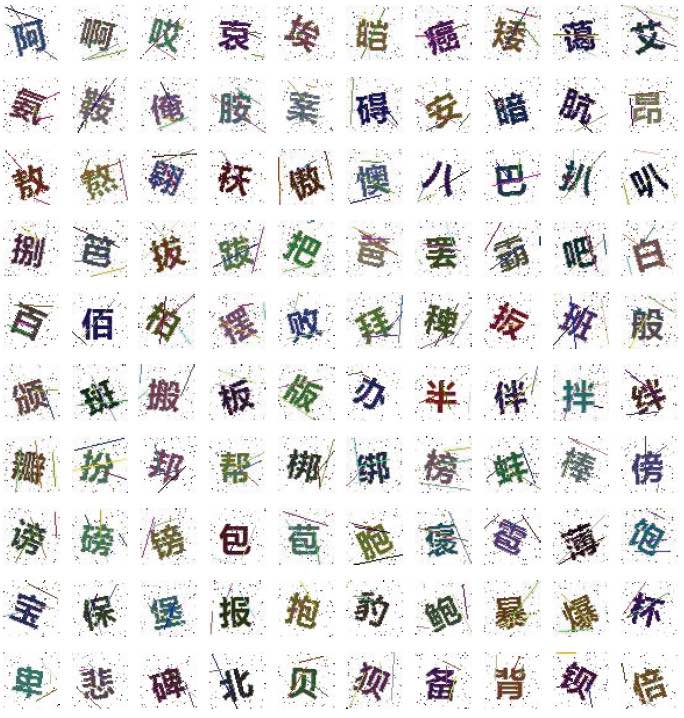 阿 啊 哎 哀 埃 皑 癌 矮 蔼 艾
氨 鞍 俺 胺 案 碍 安 暗 肮 昂
敖 熬 翱 袄 傲 懊 八 巴 扒 叭
捌 笆 拔 跋 把 芭 罢 霸 吧 白
百 佰 柏 摆 败 拜 稗 扳 班 般
颁 斑 搬 板 版 办 半 伴 拌 绊
瓣 扮 邦 帮 梆 绑 榜 蚌 棒 傍
谤 磅 镑 包 苞 胞 褒 雹 薄 饱
宝 保 堡 报 抱 豹 鲍 暴 爆 杯
卑 悲 碑 北 贝 狈 备 背 钡 倍